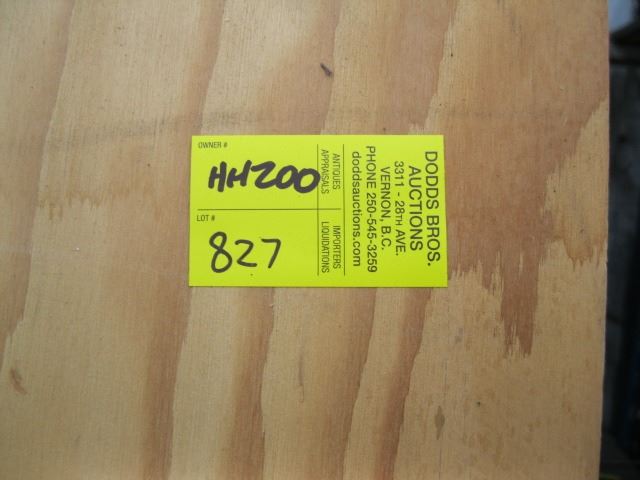 OWNER #
HH200
LOT #
827
ANTIQUES
APPRAISALS
IMPORTERS
LIQUIDATIONS
DODDS BROS.
AUCTIONS
3311 - 28TH AVE.
VERNON, B.C.
PHONE 250-545-3259
doddsauctions.com